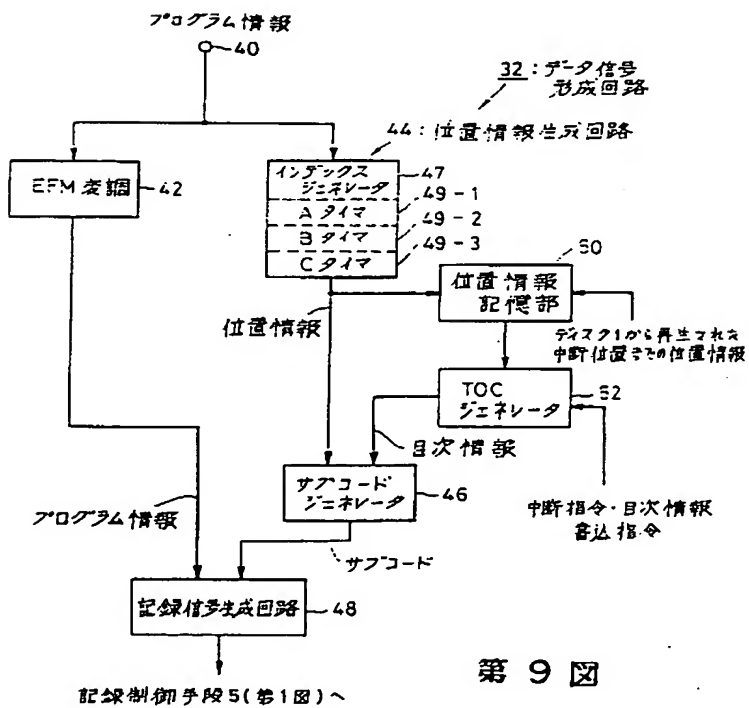 プログラム情報
40
32:データ信号
形成回路
44:位置情報生成回路
EFM変調
42
インデックス
ジェネレータ
47
Aタイマ
49-1
Bタイマ
49-2
Cタイマ
49-3
50
位置情報
記憶部
位置情報
ディスク1から再生された
中断位置までの位置情報
TOC
ジェネレータ
52
目次情報
サブコード
ジェネレータ
46
中断指令・目次情報
書込指令
プログラム情報
サブコード
記録信号生成回路
48
第9図
記録制御手段5(第1図)へ